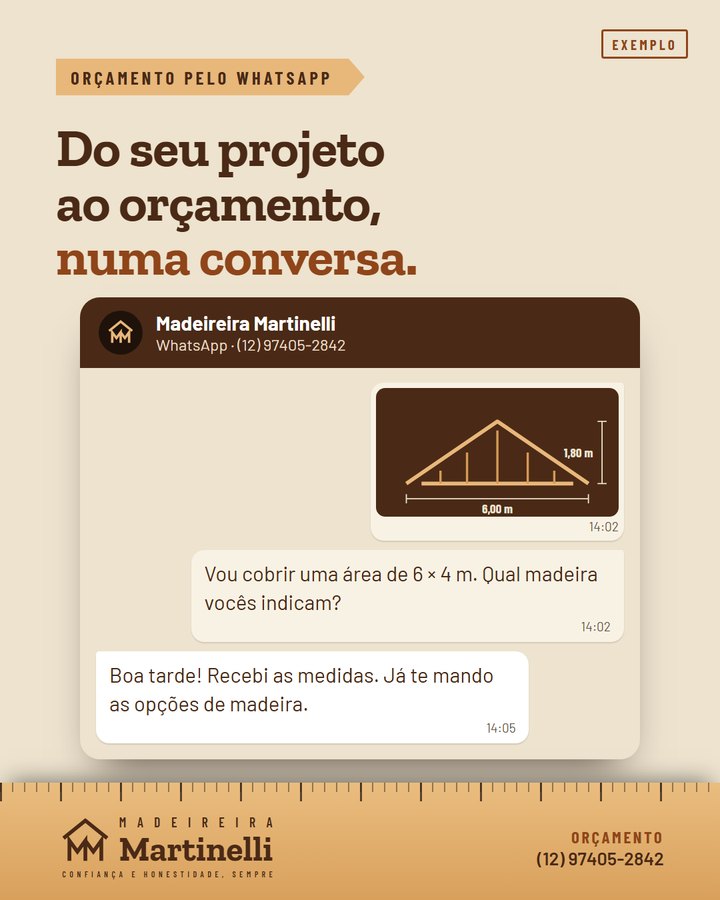 EXEMPLO
ORÇAMENTO PELO WHATSAPP
Do seu projeto
ao orçamento,
numa conversa.
Madeireira Martinelli
WhatsApp · (12) 97405-2842
1,80 m
6,00 m
14:02
Vou cobrir uma área de 6 × 4 m. Qual madeira
vocês indicam?
14:02
Boa tarde! Recebi as medidas. Já te mando
as opções de madeira.
14:05
MADEIREIRA
Martinelli
CONFIANÇA E HONESTIDADE, SEMPRE
ORÇAMENTO
(12) 97405-2842